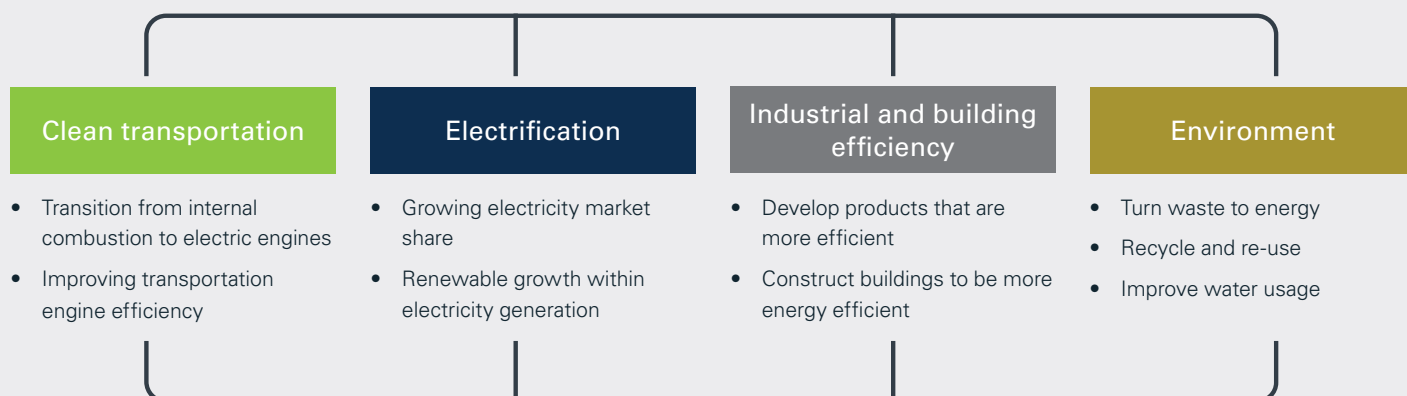 Clean transportation
• Transition from internal
combustion to electric engines
• Improving transportation
engine efficiency
Electrification
• Growing electricity market
share
• Renewable growth within
electricity generation
Industrial and building
efficiency
• Develop products that are
more efficient
• Construct buildings to be more
energy efficient
Environment
• Turn waste to energy
• Recycle and re-use
• Improve water usage